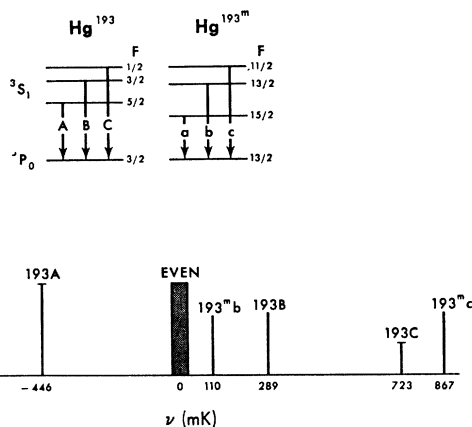 Hg¹⁹³
Hg¹⁹³ᵐ
F
F
1/2
3/2
5/2
11/2
13/2
15/2
³S₁
A
B
C
a
b
c
P₀
3/2
13/2
193A
EVEN
193ᵐb
193B
193C
193ᵐc
-446
0
110
289
723
867
ν (mK)